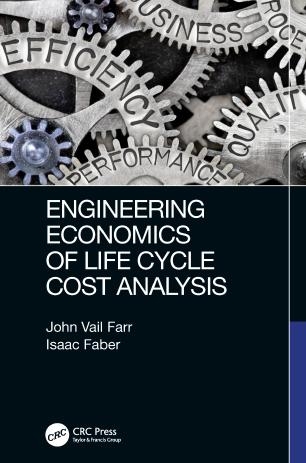 BUSINESS
PROCE
EFFICIENCY
QUALITY
PERFORMANCE
ENGINEERING
ECONOMICS
OF LIFE CYCLE
COST ANALYSIS
John Vail Farr
Isaac Faber
CRC
CRC Press
Taylor & Francis Group